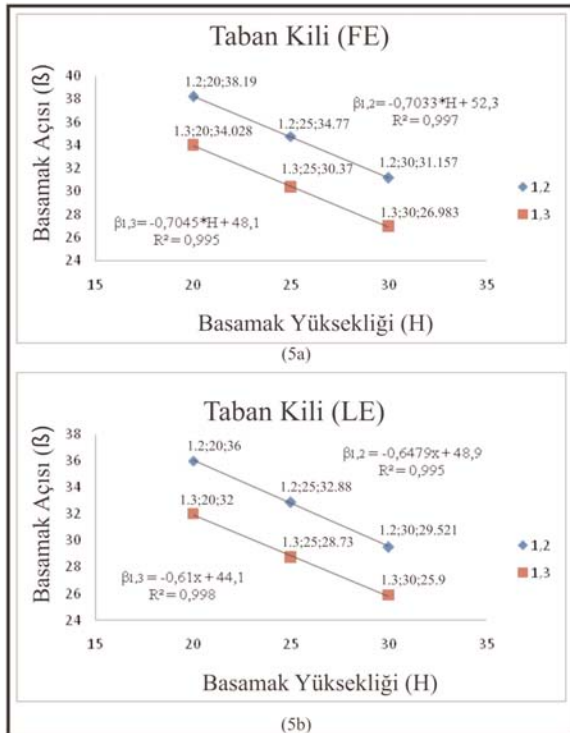 Taban Kili (FE)
Basamak Açısı (ß)
40
38
36
34
32
30
28
26
24
1.2;20;38.19
1.2;25;34.77
β1,2= -0,7033*H + 52,3
R² = 0,997
1.3;20;34.028
1.3;25;30.37
1.2;30;31.157
1.3;30;26.983
β1,3= -0,7045*H + 48,1
R² = 0,995
1,2
1,3
15 20 25 30 35
Basamak Yüksekliği (H)
(5a)
Taban Kili (LE)
Basamak Açısı (ß)
38
36
34
32
30
28
26
24
1.2;20;36
β1,2 = -0,6479x + 48,9
R² = 0,995
1.2;25;32.88
1.3;20;32
1.2;30;29.521
1.3;25;28.73
1.3;30;25.9
β1,3 = -0,61x + 44,1
R² = 0,998
1,2
1,3
15 20 25 30 35
Basamak Yüksekliği (H)
(5b)